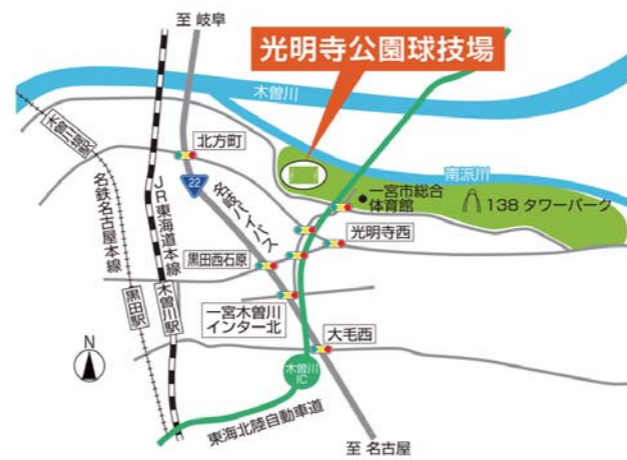 至 岐阜
光明寺公園球技場
木曽川
木曽川堤駅
北方町
南派川
22
名岐バイパス
一宮市総合
体育館
138 タワーパーク
名鉄名古屋本線
JR東海道本線
光明寺西
黒田西石原
黒田駅
木曽川駅
一宮木曽川
インター北
大毛西
N
木曽川
IC
東海北陸自動車道
至 名古屋